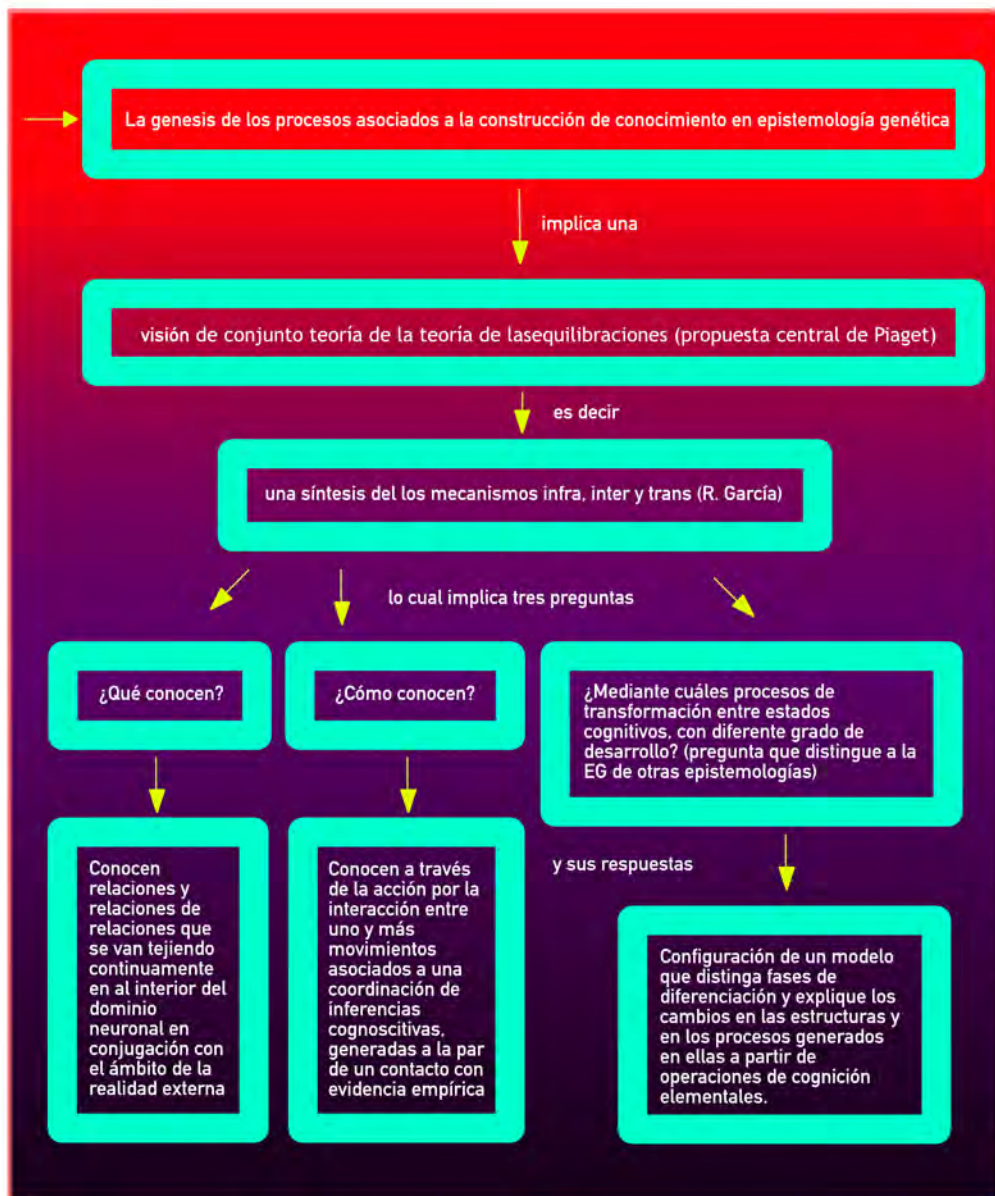 La genesis de los procesos asociados a la construcción de conocimiento en epistemología genética
implica una
visión de conjunto teoría de la teoría de lasequilibraciones (propuesta central de Piaget)
es decir
una síntesis del los mecanismos infra, inter y trans (R. García)
lo cual implica tres preguntas
¿Qué conocen?
¿Cómo conocen?
¿Mediante cuáles procesos de
transformación entre estados
cognitivos, con diferente grado de
desarrollo? (pregunta que distingue a la
EG de otras epistemologías)
y sus respuestas
Conocen
relaciones y
relaciones de
relaciones que
se van tejiendo
continuamente
en al interior del
dominio
neuronal en
conjugación con
el ámbito de la
realidad externa
Conocen a través
de la acción por la
interacción entre
uno y más
movimientos
asociados a una
coordinación de
inferencias
cognoscitivas,
generadas a la par
de un contacto con
evidencia empírica
Configuración de un modelo
que distinga fases de
diferenciación y explique los
cambios en las estructuras y
en los procesos generados
en ellas a partir de
operaciones de cognición
elementales.